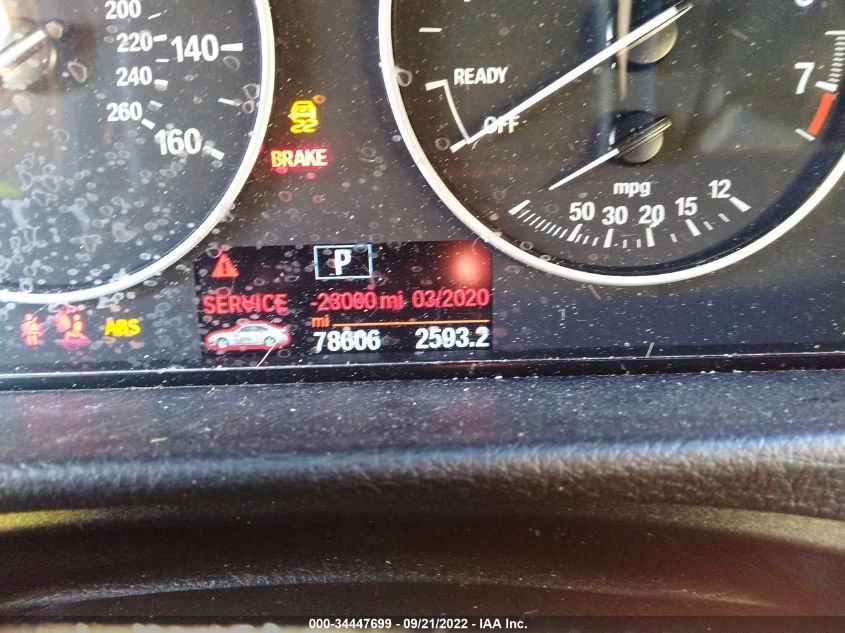 200
220
140
240
260
160
BRAKE
READY
OFF
7
mpg
50 30 20 15 12
P
SERVICE -23000 mi 03/2020
mi
78606 2593.2
ABS
000-34447699 - 09/21/2022 - IAA Inc.